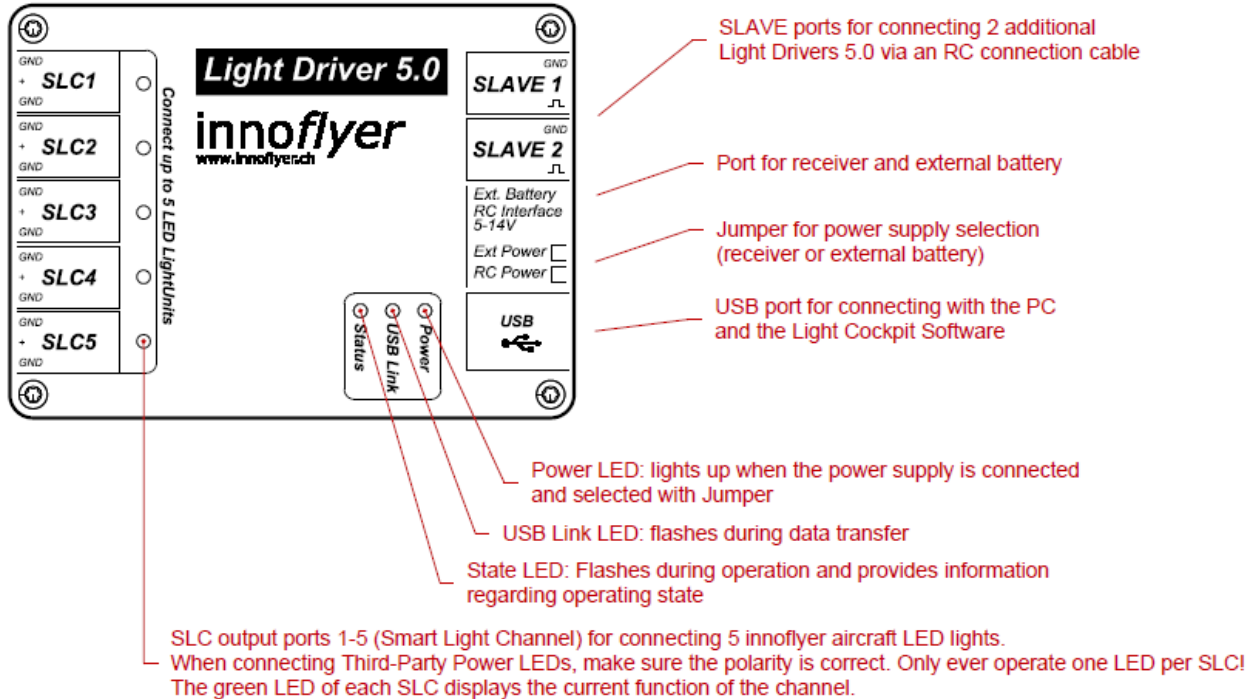 GND
+ SLC1
GND
GND
+ SLC2
GND
GND
+ SLC3
GND
GND
+ SLC4
GND
GND
+ SLC5
GND
Connect up to 5 LED LightUnits
Light Driver 5.0
innoflyer
www.innoflyer.ch
GND
SLAVE 1
GND
SLAVE 2
Ext. Battery
RC Interface
5-14V
Ext Power
RC Power
USB
Status
USB Link
Power
SLAVE ports for connecting 2 additional
Light Drivers 5.0 via an RC connection cable
Port for receiver and external battery
Jumper for power supply selection
(receiver or external battery)
USB port for connecting with the PC
and the Light Cockpit Software
Power LED: lights up when the power supply is connected
and selected with Jumper
USB Link LED: flashes during data transfer
State LED: Flashes during operation and provides information
regarding operating state
SLC output ports 1-5 (Smart Light Channel) for connecting 5 innoflyer aircraft LED lights.
When connecting Third-Party Power LEDs, make sure the polarity is correct. Only ever operate one LED per SLC!
The green LED of each SLC displays the current function of the channel.